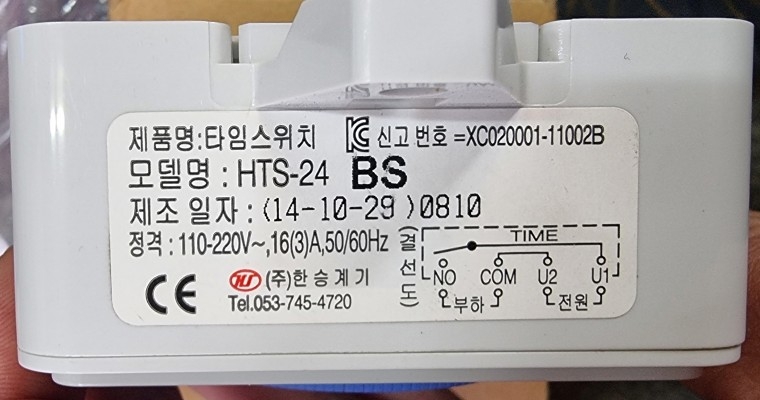 제품명:타임스위치 신고 번호 =XC020001-11002B
모델명 : HTS-24 BS
제조 일자 : (14-10-29)0810
정격 : 110-220V~,16(3)A,50/60Hz
(결선도)
TIME
NO COM U2 U1
부하 전원
HS (주)한승계기
CE Tel.053-745-4720